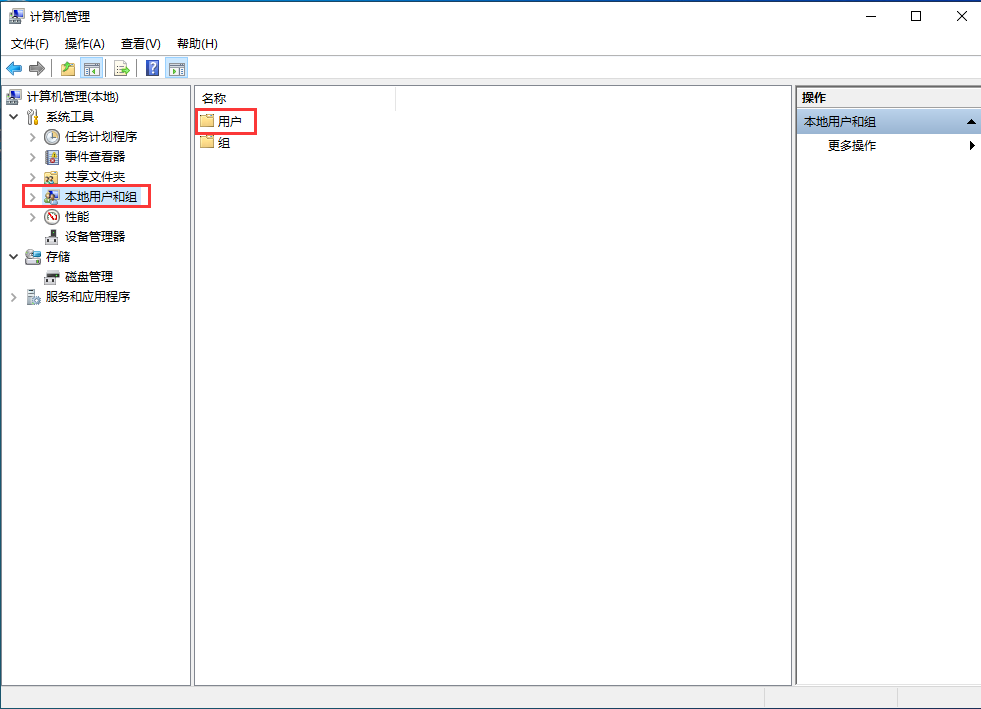 计算机管理
文件(F) 操作(A) 查看(V) 帮助(H)
计算机管理(本地)
系统工具
任务计划程序
事件查看器
共享文件夹
本地用户和组
性能
设备管理器
存储
磁盘管理
服务和应用程序
名称
用户
组
操作
本地用户和组
更多操作